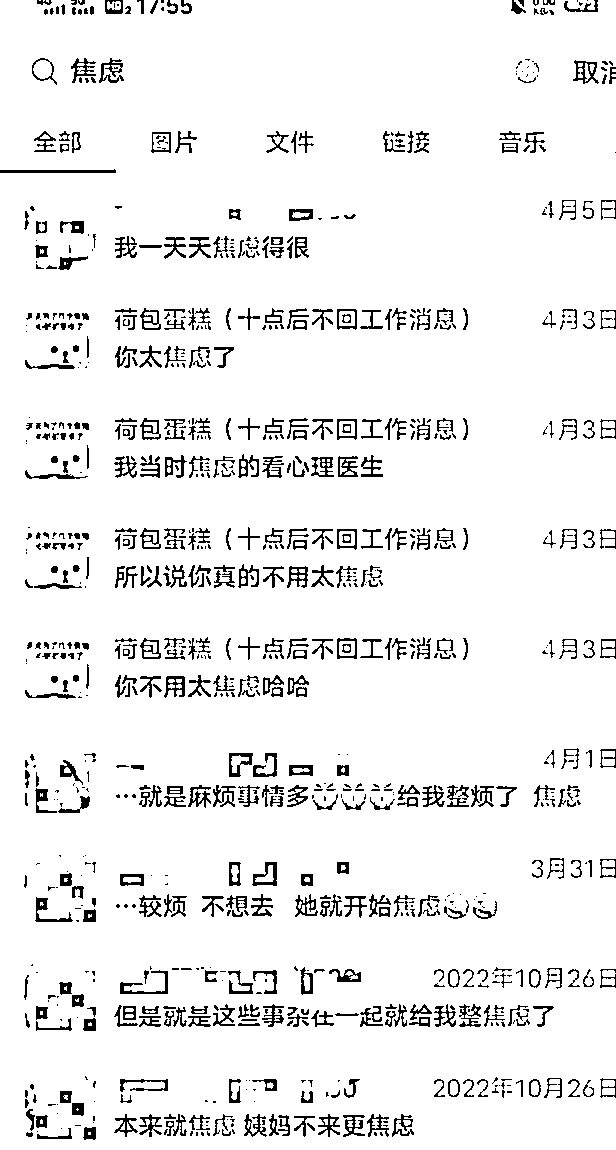 17:55
焦虑
取消
全部 图片 文件 链接 音乐
4月5日
我一天天焦虑得很
荷包蛋糕（十点后不回工作消息） 4月3日
你太焦虑了
荷包蛋糕（十点后不回工作消息） 4月3日
我当时焦虑的看心理医生
荷包蛋糕（十点后不回工作消息） 4月3日
所以说你真的不用太焦虑
荷包蛋糕（十点后不回工作消息） 4月3日
你不用太焦虑哈哈
4月1日
…就是麻烦事情多给我整烦了 焦虑
3月31日
…较烦 不想去 她就开始焦虑
2022年10月26日
但是就是这些事杂在一起就给我整焦虑了
2022年10月26日
本来就焦虑 姨妈不来更焦虑